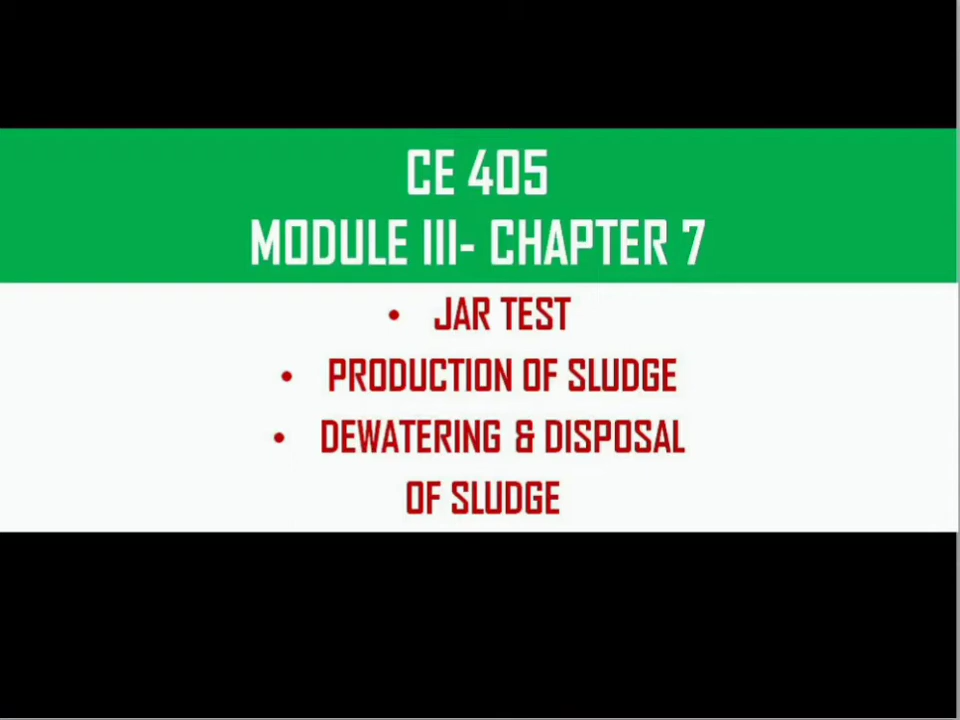 CE 405
MODULE III- CHAPTER 7
• JAR TEST
• PRODUCTION OF SLUDGE
• DEWATERING & DISPOSAL
OF SLUDGE